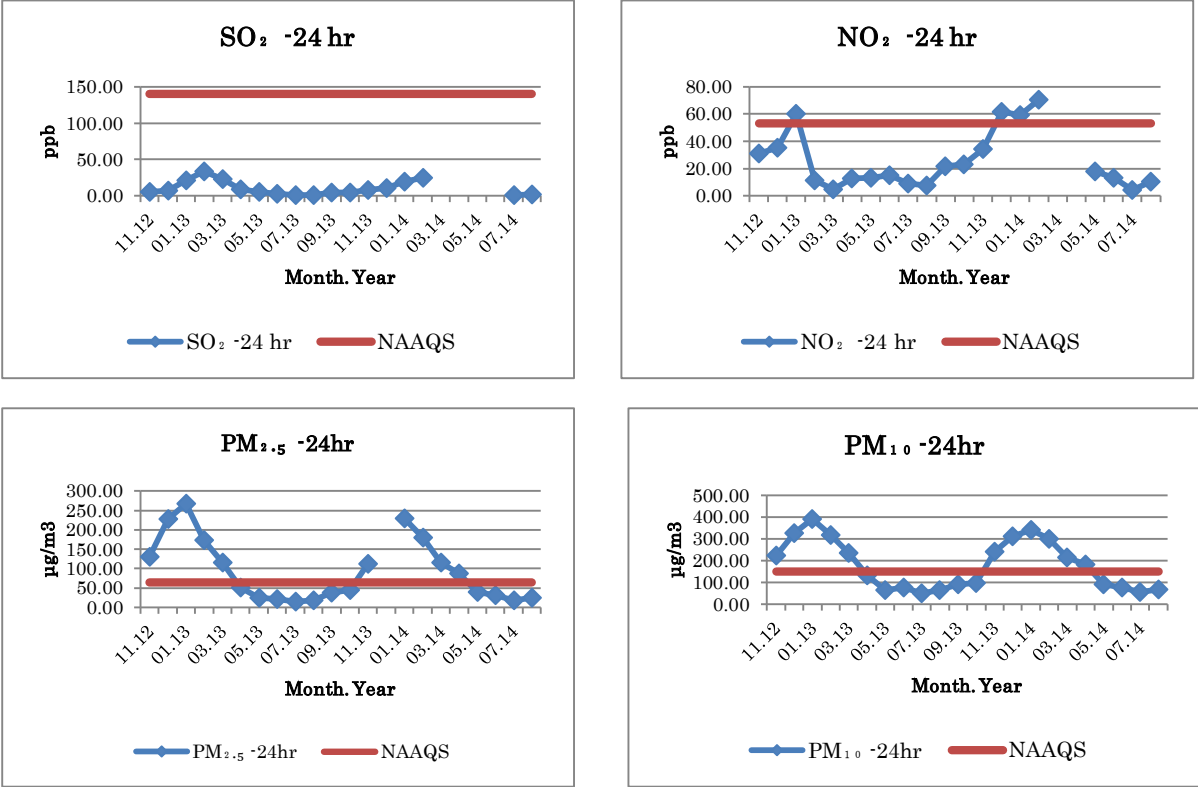 SO₂ -24 hr
ppb
150.00
100.00
50.00
0.00
11.12 01.13 03.13 05.13 07.13 09.13 11.13 01.14 03.14 05.14 07.14
Month. Year
SO₂ -24 hr NAAQS
NO₂ -24 hr
ppb
80.00
60.00
40.00
20.00
0.00
11.12 01.13 03.13 05.13 07.13 09.13 11.13 01.14 03.14 05.14 07.14
Month. Year
NO₂ -24 hr NAAQS
PM₂.₅ -24hr
µg/m3
300.00
250.00
200.00
150.00
100.00
50.00
0.00
11.12 01.13 03.13 05.13 07.13 09.13 11.13 01.14 03.14 05.14 07.14
Month. Year
PM₂.₅ -24hr NAAQS
PM₁₀ -24hr
µg/m3
500.00
400.00
300.00
200.00
100.00
0.00
11.12 01.13 03.13 05.13 07.13 09.13 11.13 01.14 03.14 05.14 07.14
Month. Year
PM₁₀ -24hr NAAQS